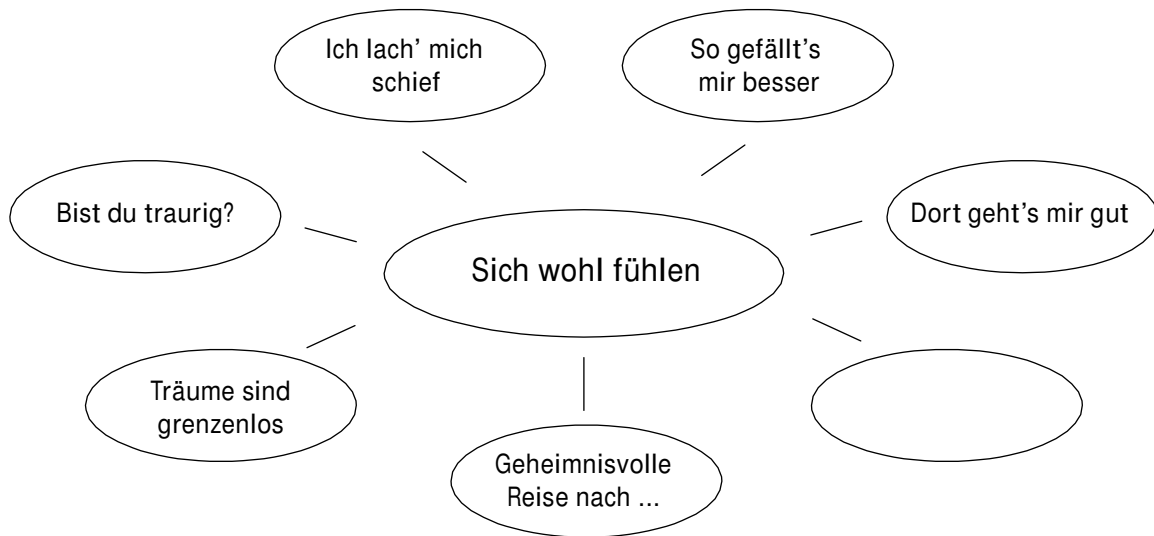 Ich lach' mich
schief
So gefällt's
mir besser
Bist du traurig?
Dort geht's mir gut
Sich wohl fühlen
Träume sind
grenzenlos
Geheimnisvolle
Reise nach ...